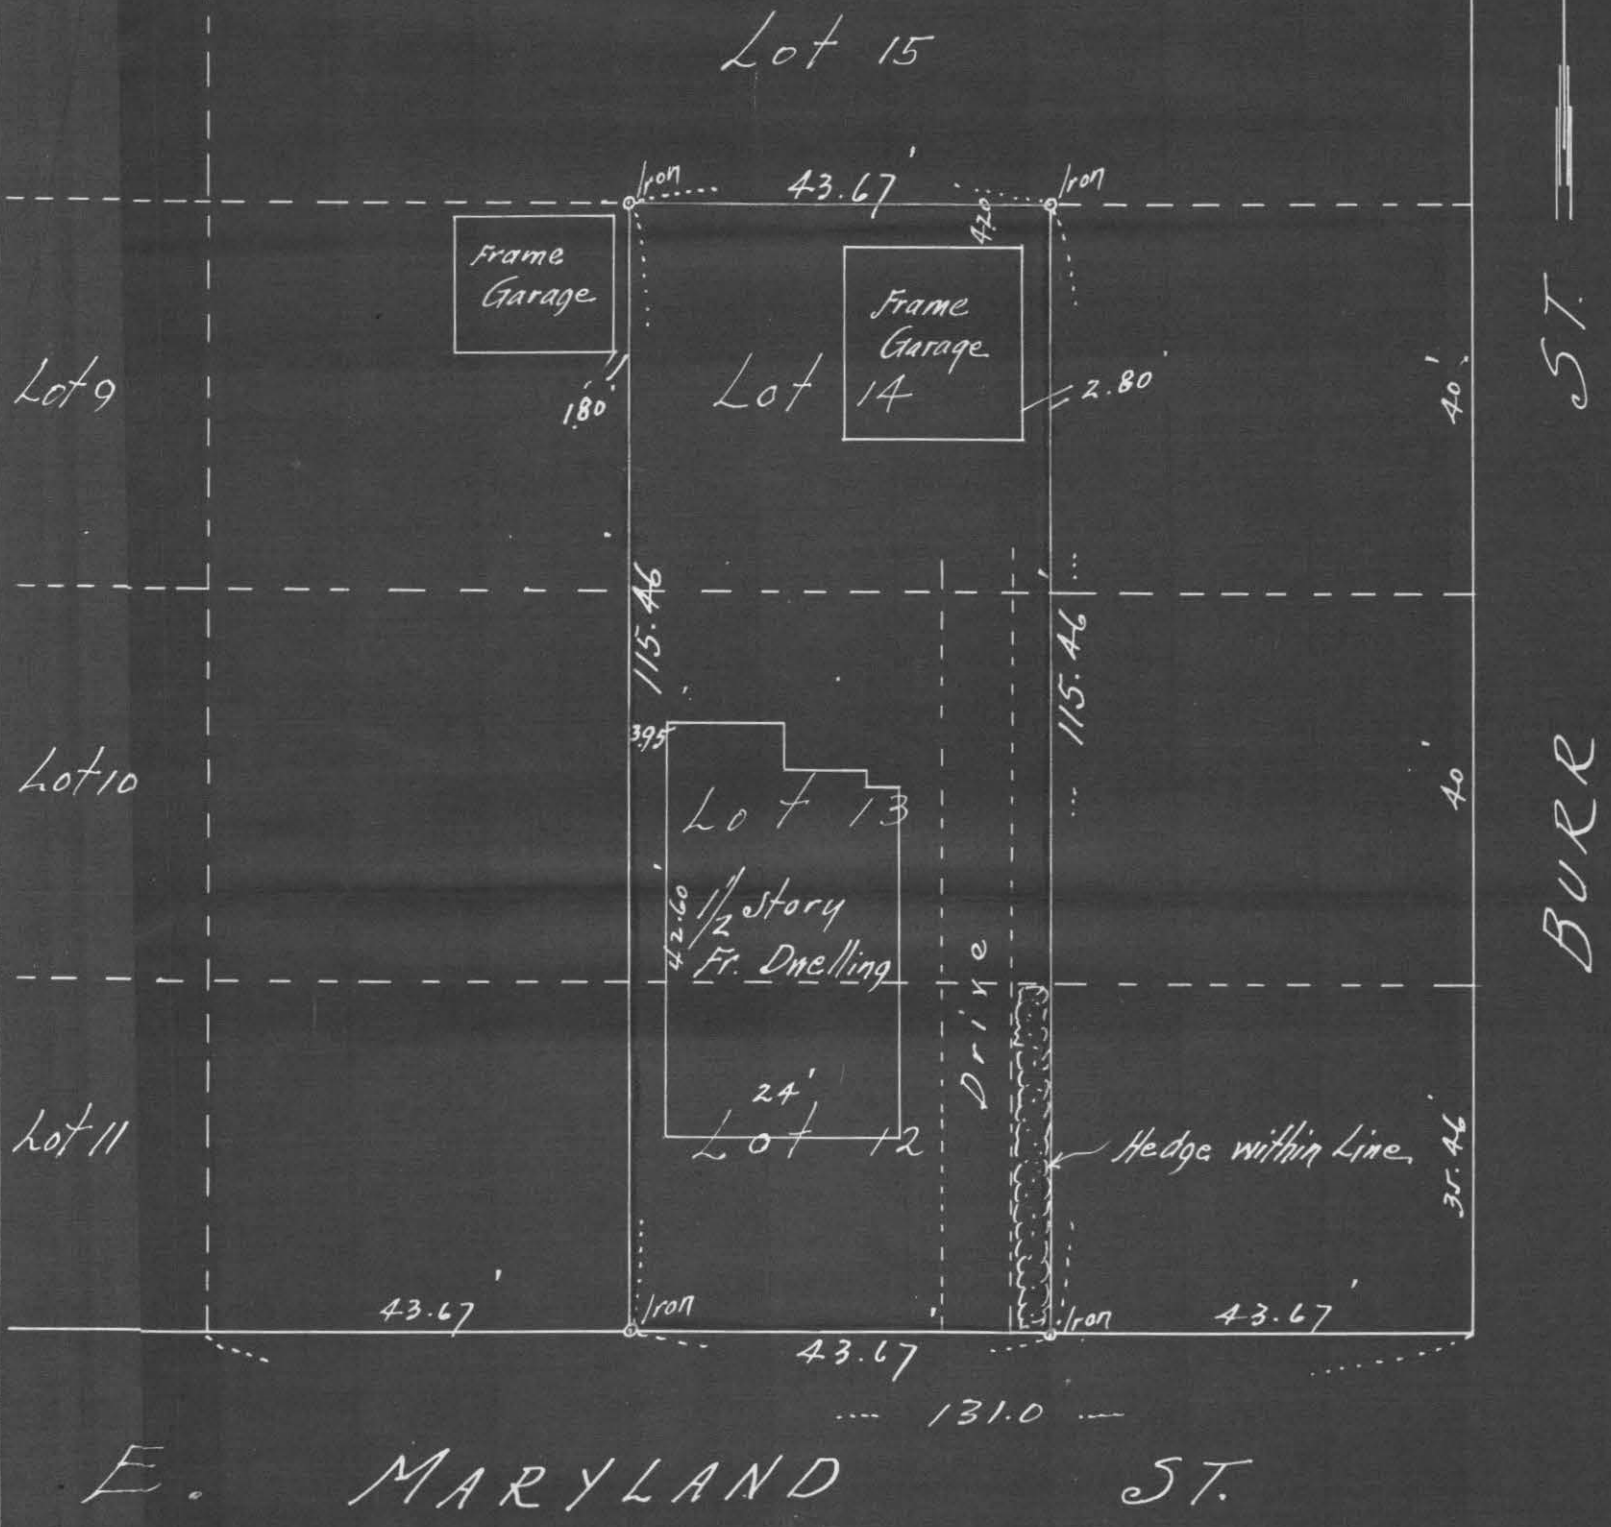 Lot 15
Iron
43.67'
Iron
4.20
Frame
Garage
Frame
Garage
Lot 9
1.80'
Lot 14
2.80'
40'
ST.
115.46'
115.46'
3.95
Lot 10
Lot 13
40'
BURR
42.60'
1 1/2 Story
Fr. Dwelling
Drive
24'
Lot 11
Lot 12
Hedge within Line
35.46'
43.67'
Iron
43.67'
Iron
43.67'
131.0
E. MARYLAND ST.